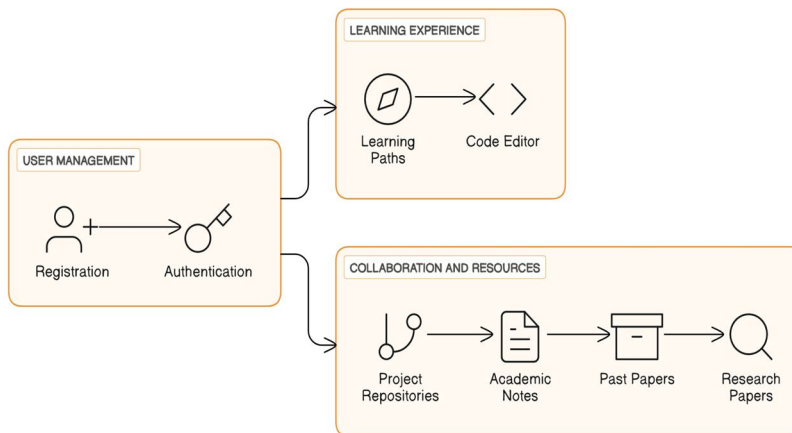 LEARNING EXPERIENCE
Learning
Paths
Code Editor
USER MANAGEMENT
Registration
Authentication
COLLABORATION AND RESOURCES
Project
Repositories
Academic
Notes
Past Papers
Research
Papers